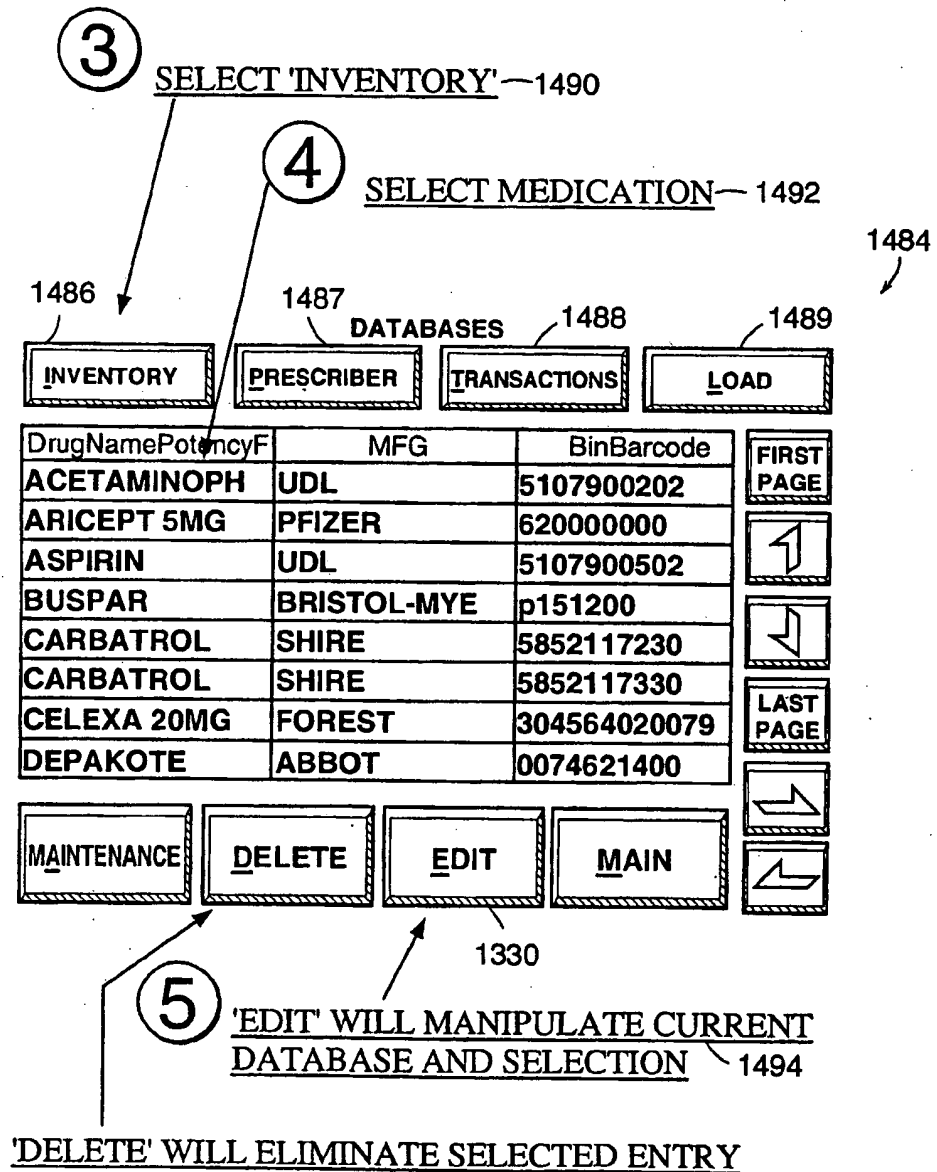 3
SELECT 'INVENTORY' 1490
4
SELECT MEDICATION 1492
1484
1486 1487 1488 1489
DATABASES
INVENTORY PRESCRIBER TRANSACTIONS LOAD
DrugNamePotencyF MFG BinBarcode
ACETAMINOPH UDL 5107900202
ARICEPT 5MG PFIZER 620000000
ASPIRIN UDL 5107900502
BUSPAR BRISTOL-MYE p151200
CARBATROL SHIRE 5852117230
CARBATROL SHIRE 5852117330
CELEXA 20MG FOREST 304564020079
DEPAKOTE ABBOT 0074621400
FIRST
PAGE
LAST
PAGE
MAINTENANCE DELETE EDIT MAIN
1330
5
'EDIT' WILL MANIPULATE CURRENT
DATABASE AND SELECTION 1494
'DELETE' WILL ELIMINATE SELECTED ENTRY